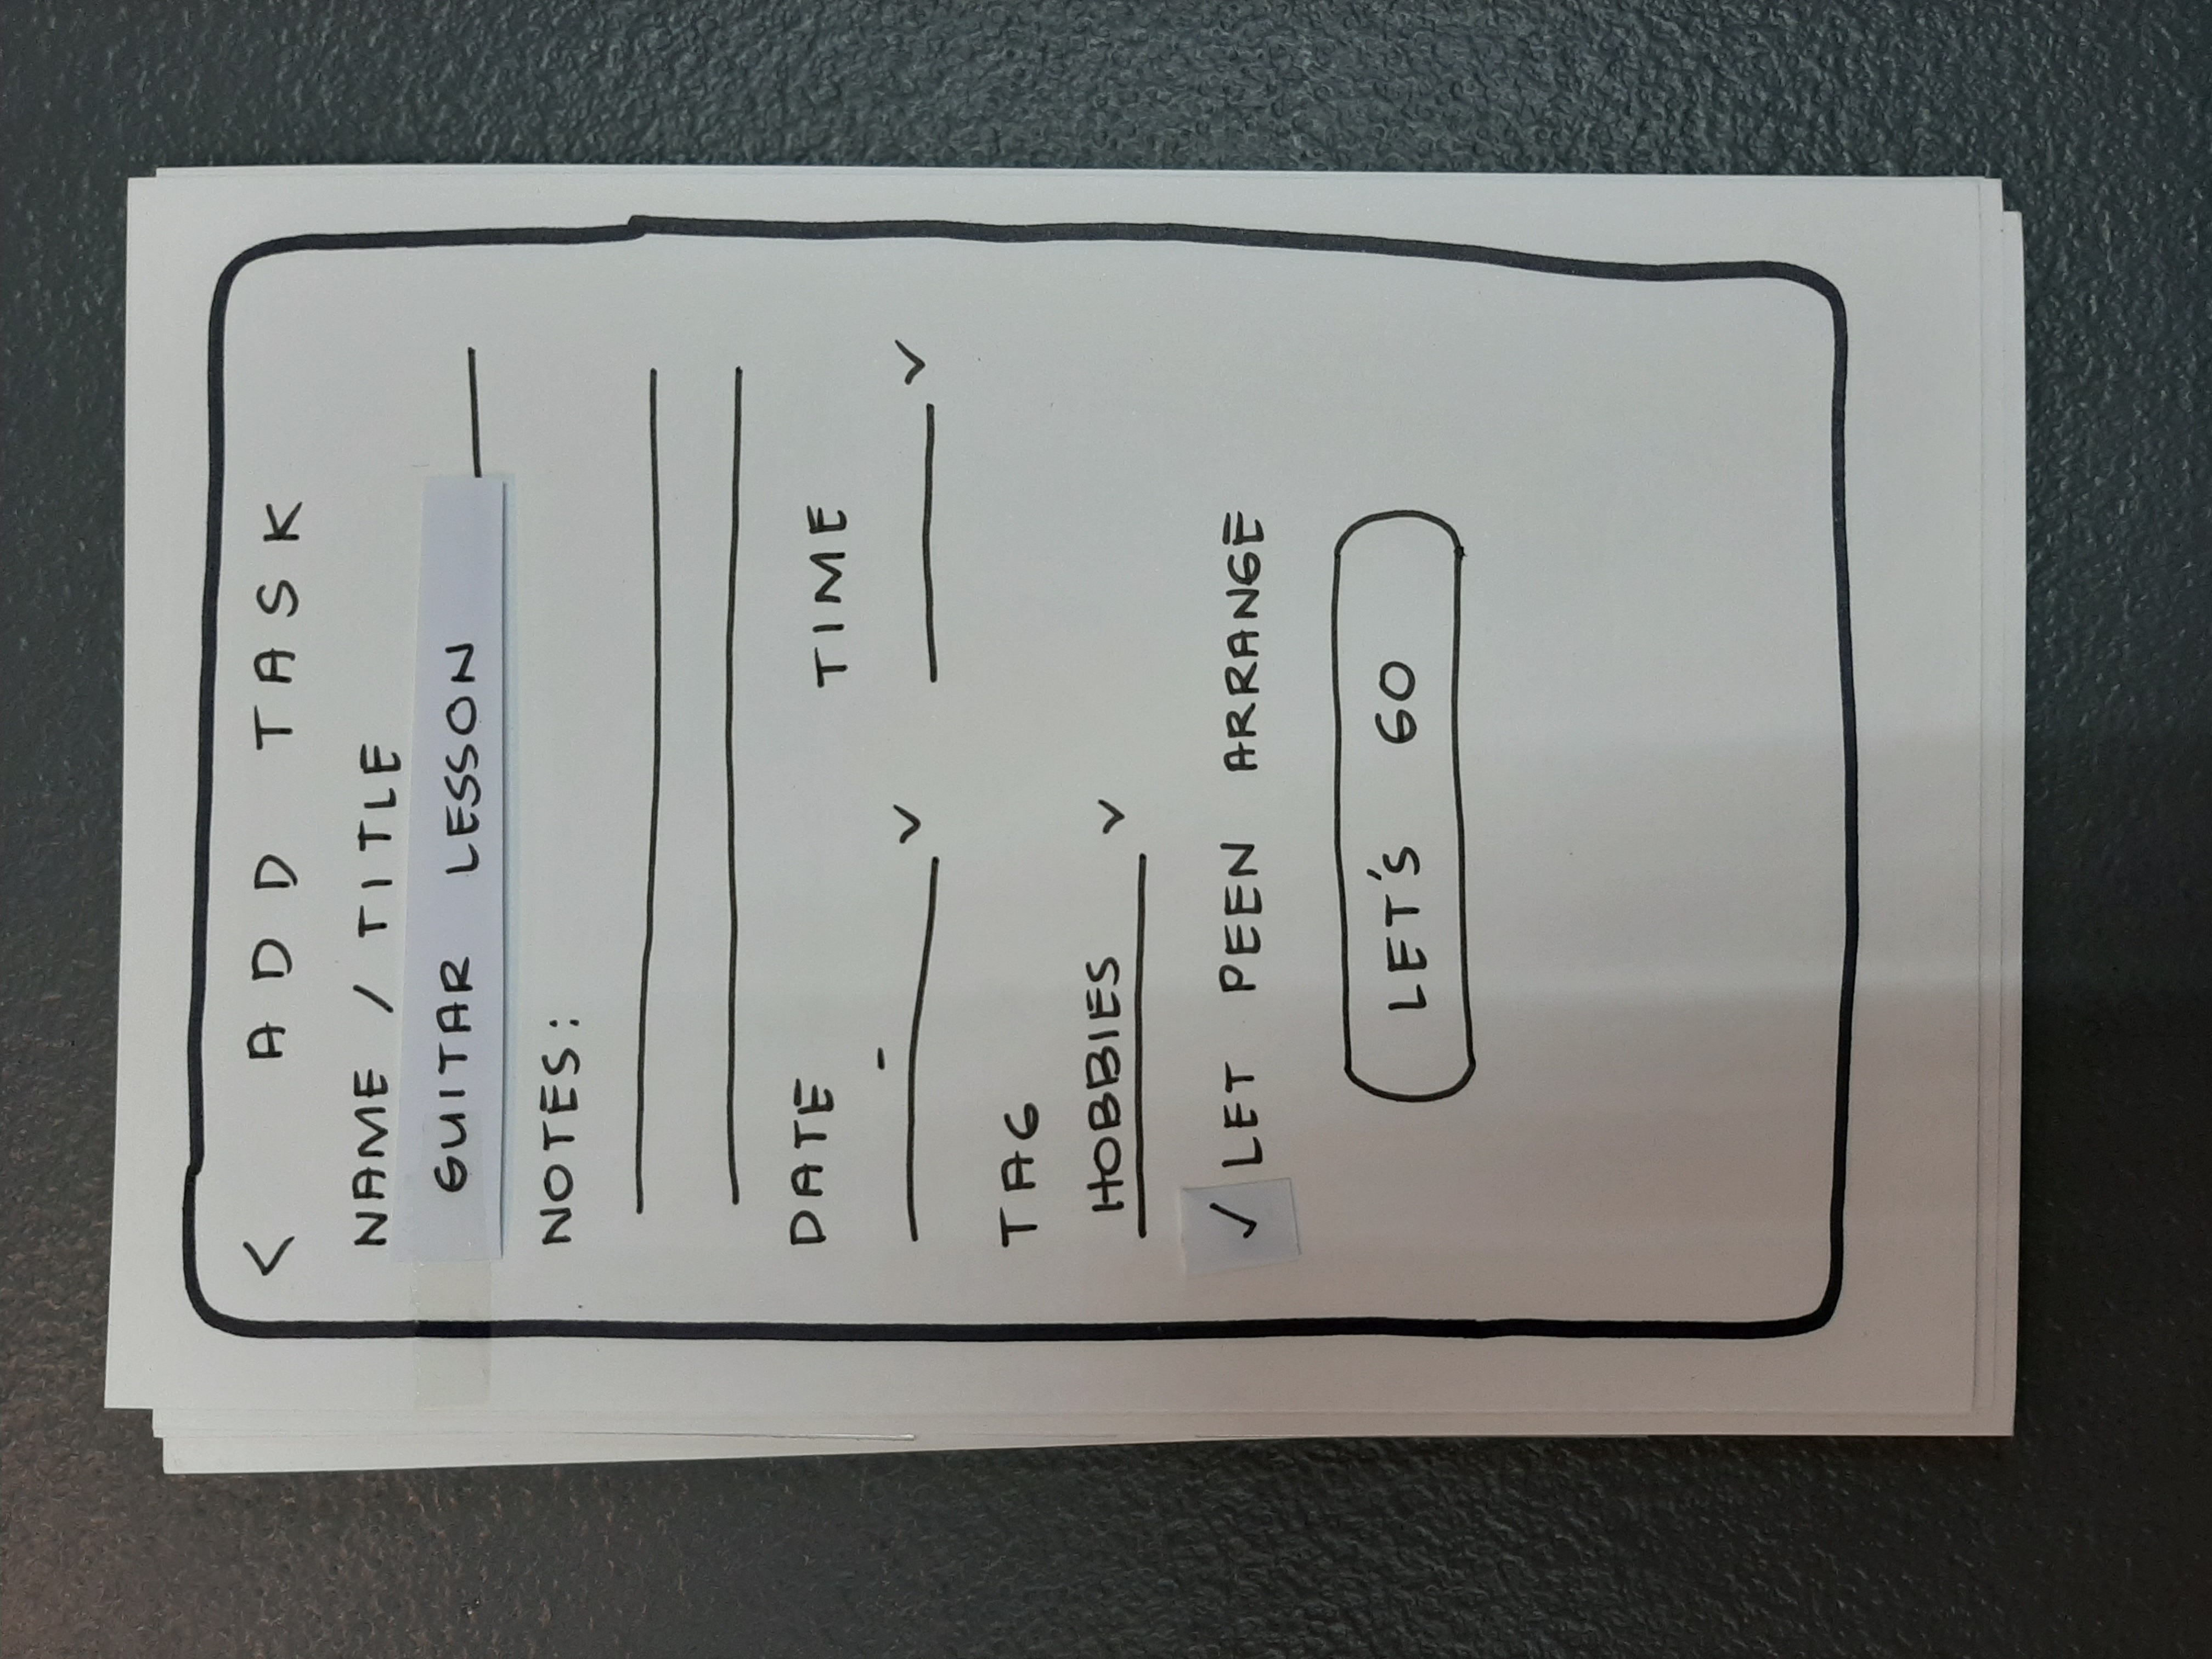 < ADD TASK
NAME / TITLE
GUITAR LESSON
NOTES:
DATE TIME
-
TAG
HOBBIES
✓ LET PEEN ARRANGE
LET'S GO